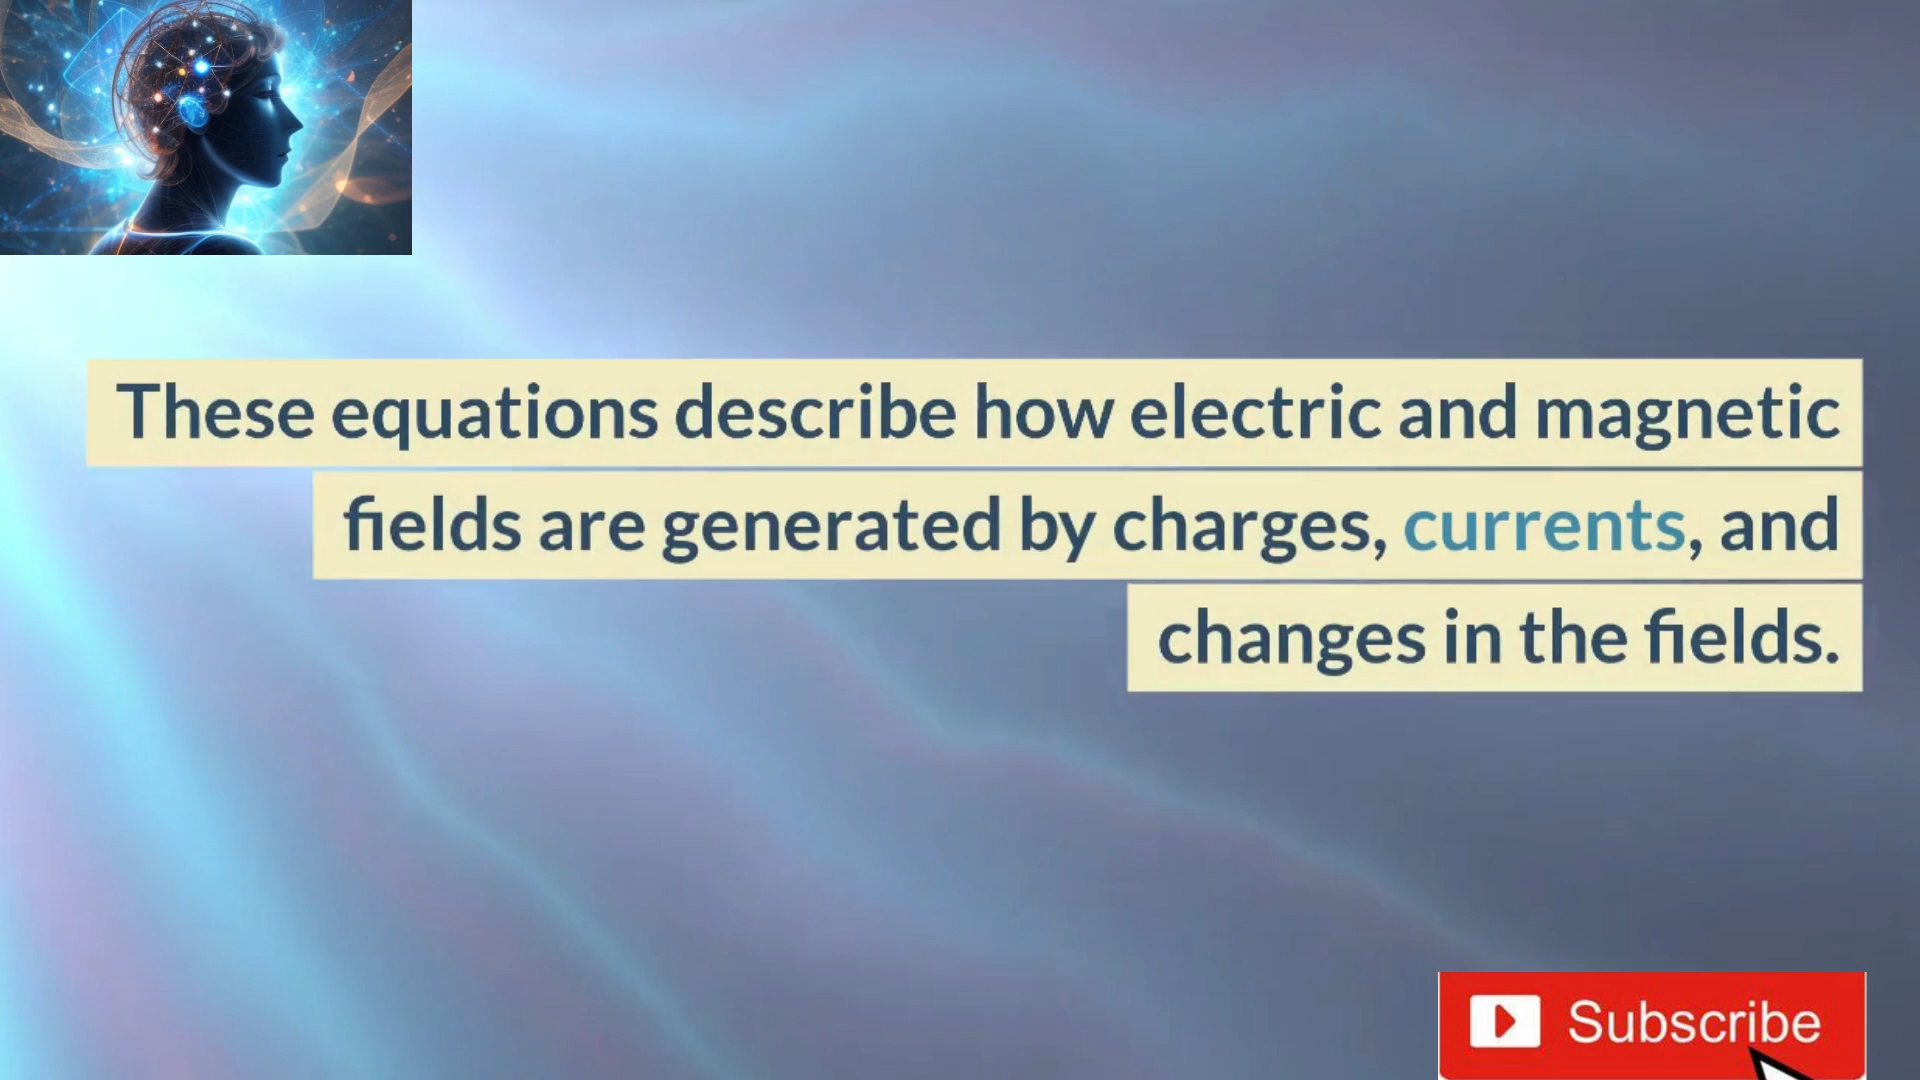 These equations describe how electric and magnetic
fields are generated by charges, currents, and
changes in the fields.
Subscribe